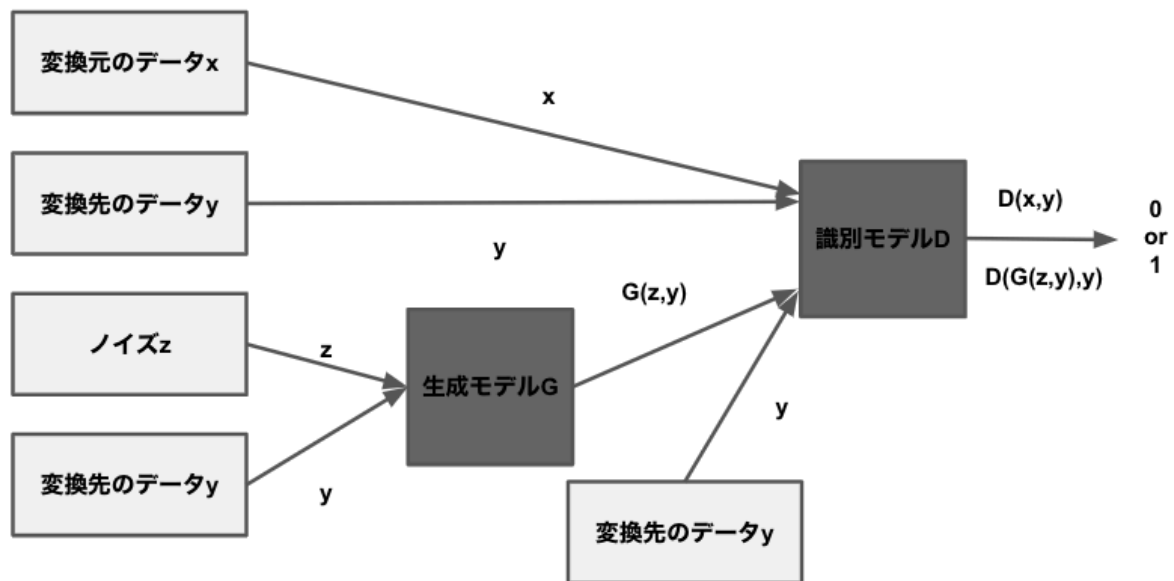 変換元のデータx
x
変換先のデータy
y
識別モデルD
D(x,y)
D(G(z,y),y)
0
or
1
ノイズz
z
生成モデルG
G(z,y)
変換先のデータy
y
y
変換先のデータy